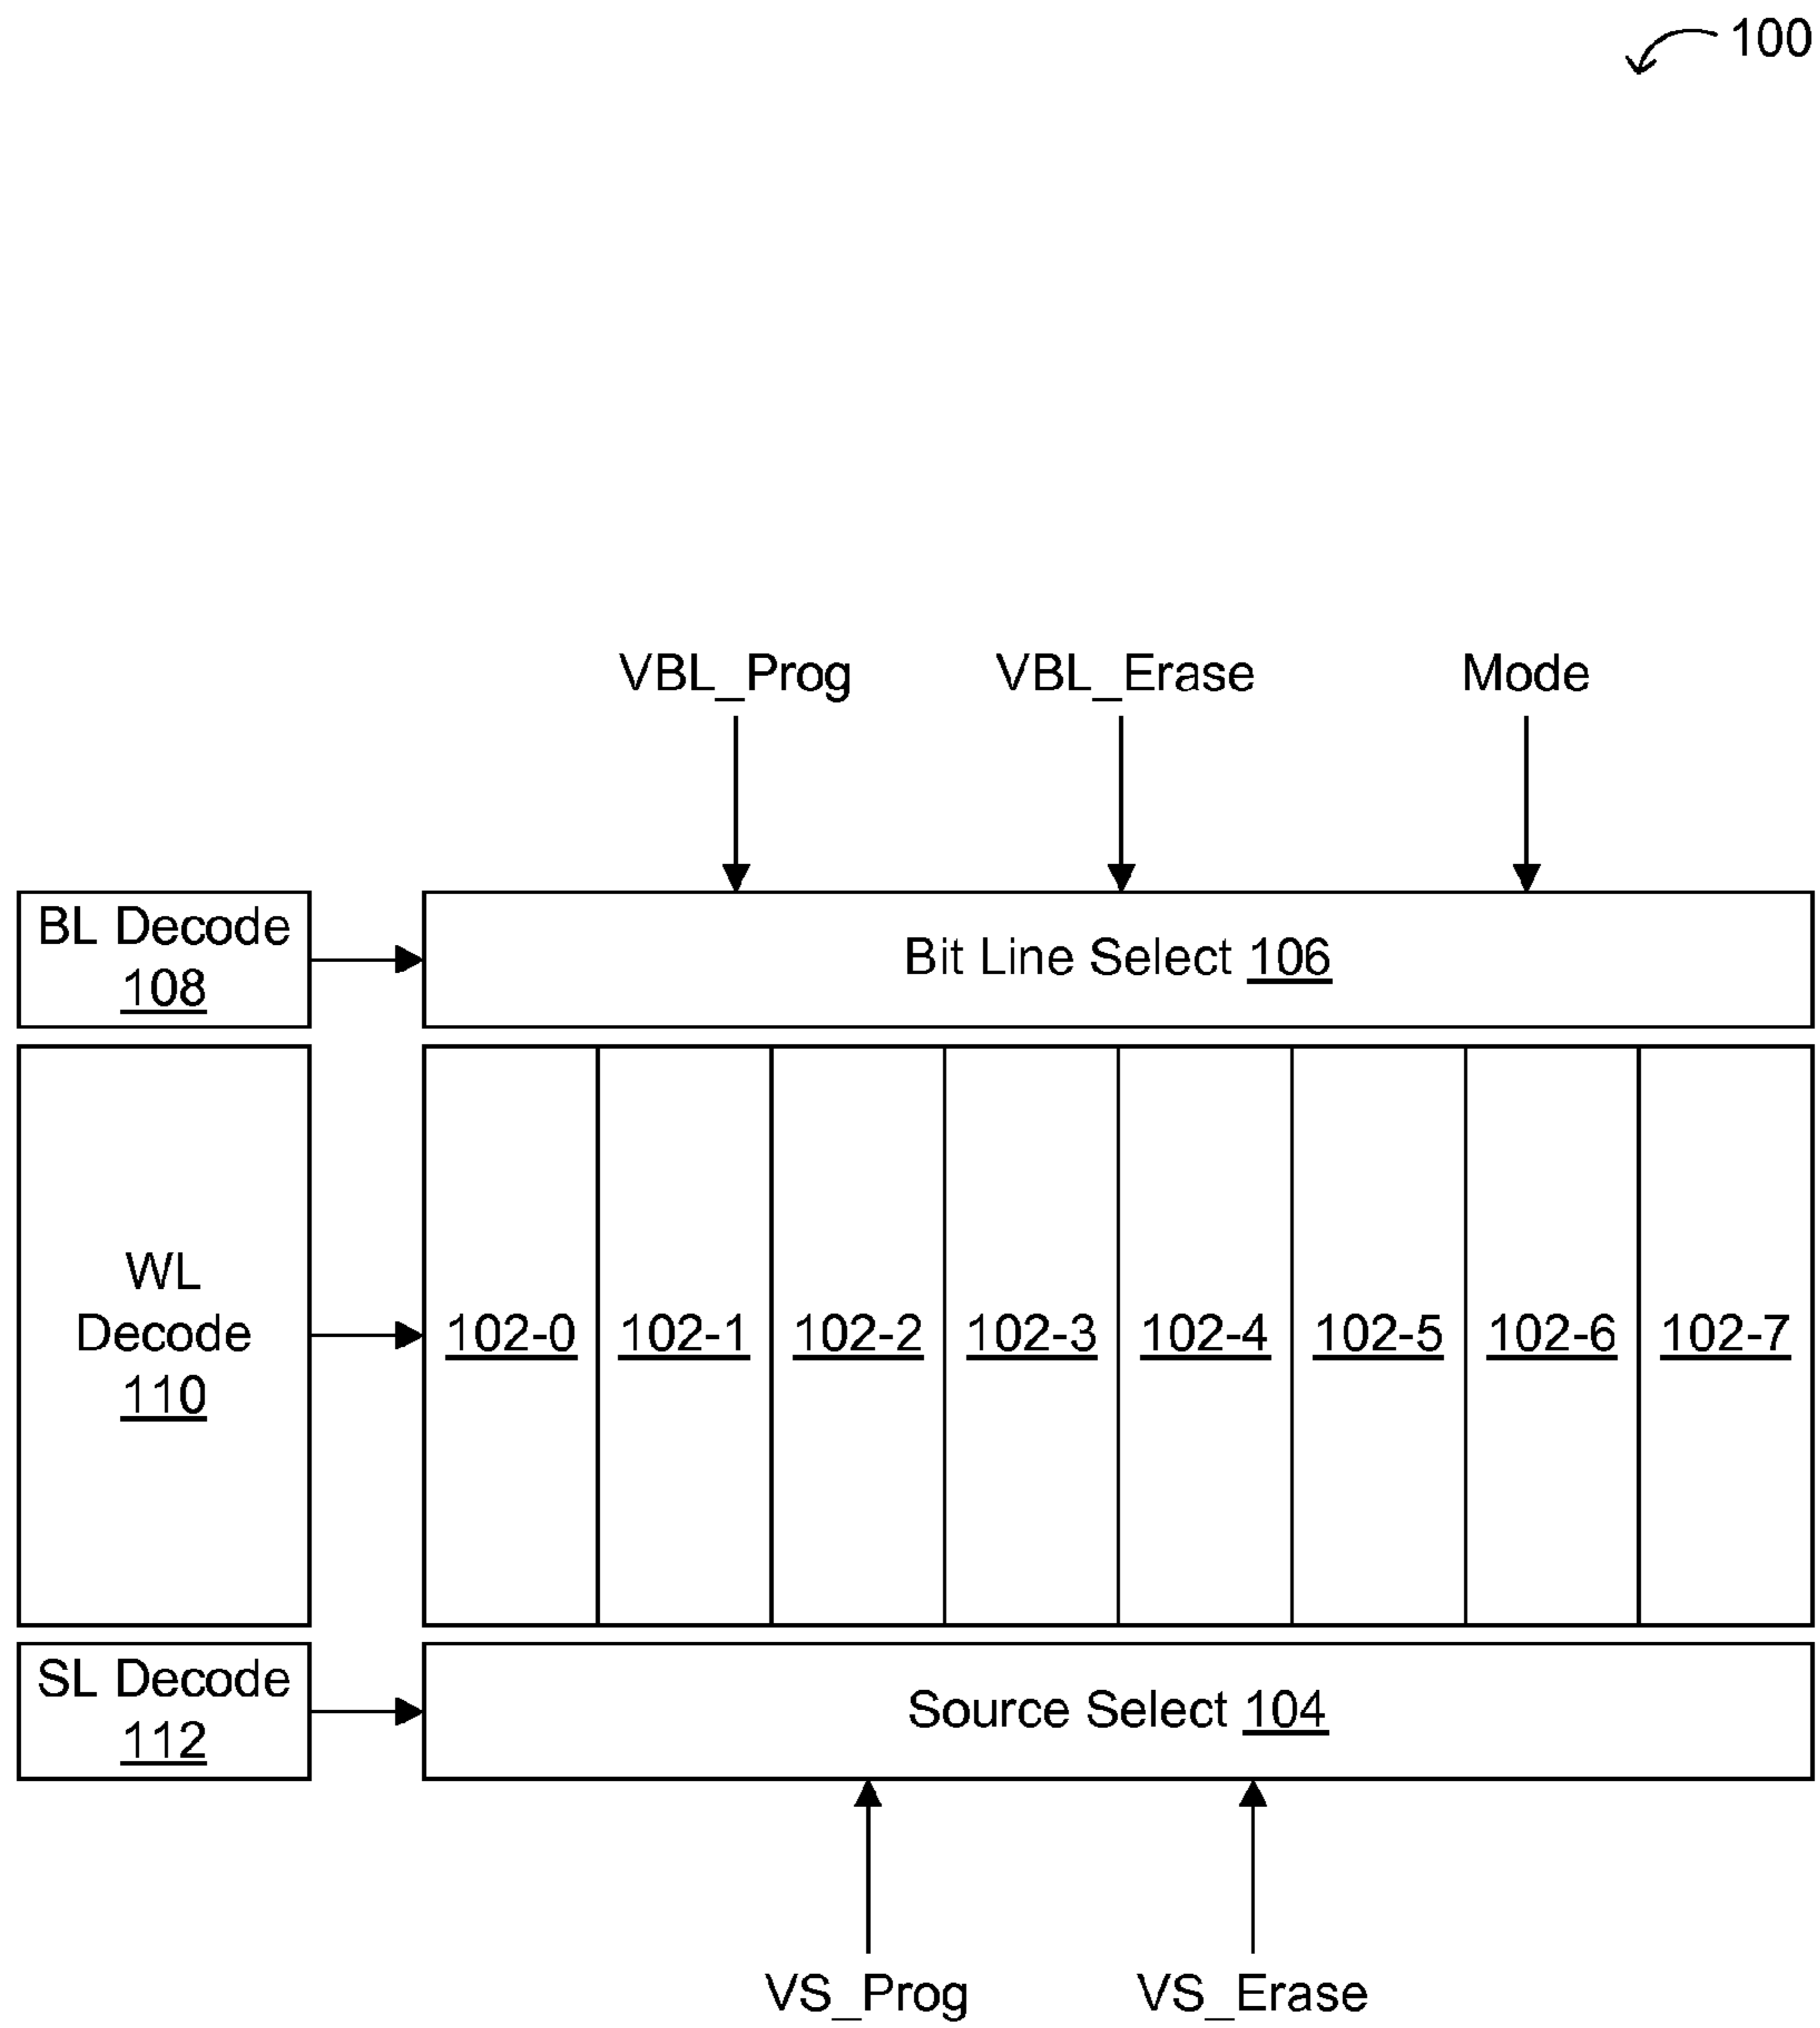 100
VBL_Prog
VBL_Erase
Mode
BL Decode
108
Bit Line Select 106
WL
Decode
110
102-0
102-1
102-2
102-3
102-4
102-5
102-6
102-7
SL Decode
112
Source Select 104
VS_Prog
VS_Erase